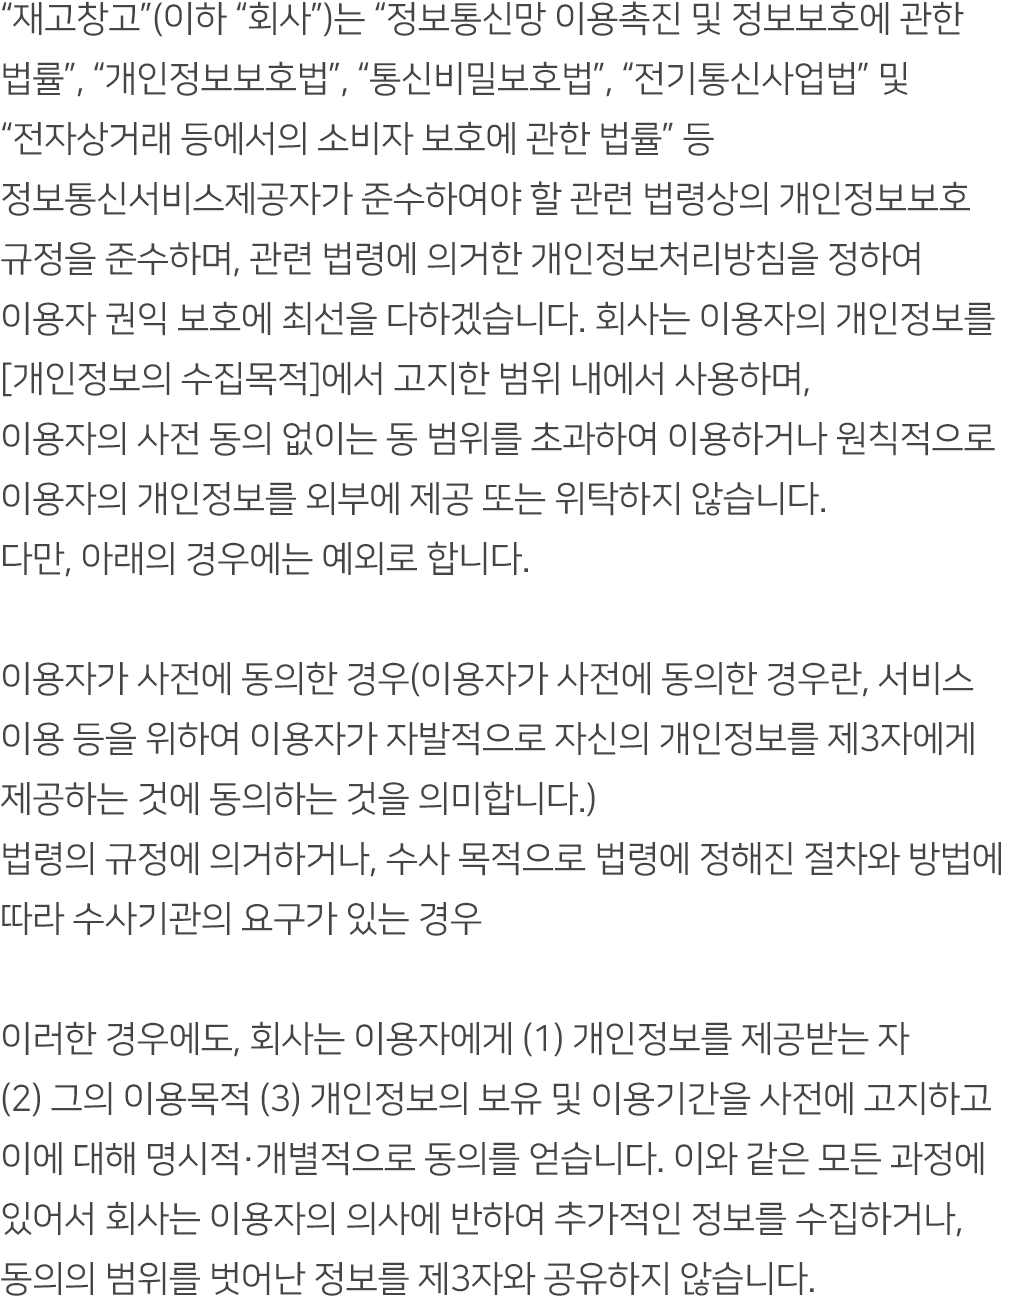 “재고창고”(이하 “회사”)는 “정보통신망 이용촉진 및 정보보호에 관한
법률”, “개인정보보호법”, “통신비밀보호법”, “전기통신사업법” 및
“전자상거래 등에서의 소비자 보호에 관한 법률” 등
정보통신서비스제공자가 준수하여야 할 관련 법령상의 개인정보보호
규정을 준수하며, 관련 법령에 의거한 개인정보처리방침을 정하여
이용자 권익 보호에 최선을 다하겠습니다. 회사는 이용자의 개인정보를
[개인정보의 수집목적]에서 고지한 범위 내에서 사용하며,
이용자의 사전 동의 없이는 동 범위를 초과하여 이용하거나 원칙적으로
이용자의 개인정보를 외부에 제공 또는 위탁하지 않습니다.
다만, 아래의 경우에는 예외로 합니다.
이용자가 사전에 동의한 경우(이용자가 사전에 동의한 경우란, 서비스
이용 등을 위하여 이용자가 자발적으로 자신의 개인정보를 제3자에게
제공하는 것에 동의하는 것을 의미합니다.)
법령의 규정에 의거하거나, 수사 목적으로 법령에 정해진 절차와 방법에
따라 수사기관의 요구가 있는 경우
이러한 경우에도, 회사는 이용자에게 (1) 개인정보를 제공받는 자
(2) 그의 이용목적 (3) 개인정보의 보유 및 이용기간을 사전에 고지하고
이에 대해 명시적·개별적으로 동의를 얻습니다. 이와 같은 모든 과정에
있어서 회사는 이용자의 의사에 반하여 추가적인 정보를 수집하거나,
동의의 범위를 벗어난 정보를 제3자와 공유하지 않습니다.